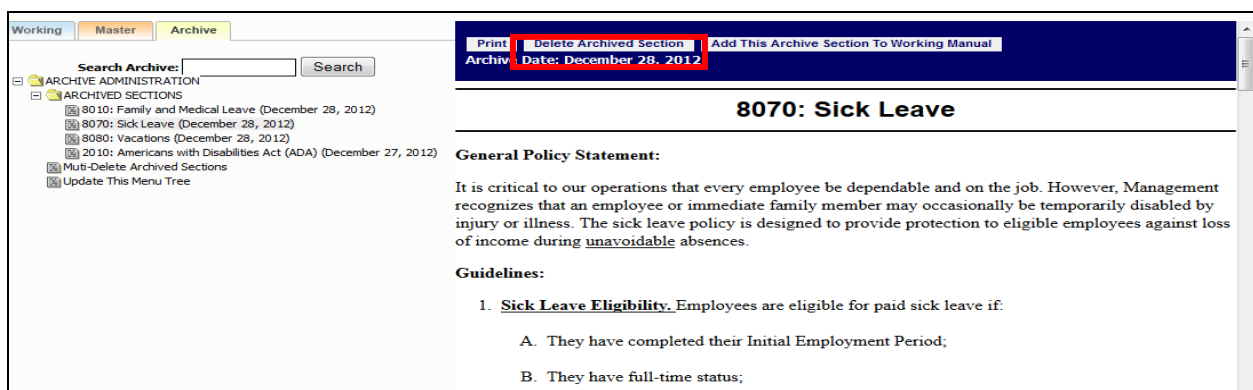 Working Master Archive
Search Archive: Search
ARCHIVE ADMINISTRATION
ARCHIVED SECTIONS
8010: Family and Medical Leave (December 28, 2012)
8070: Sick Leave (December 28, 2012)
8080: Vacations (December 28, 2012)
2010: Americans with Disabilities Act (ADA) (December 27, 2012)
Muti-Delete Archived Sections
Update This Menu Tree
Print Delete Archived Section Add This Archive Section To Working Manual
Archive Date: December 28, 2012
8070: Sick Leave
General Policy Statement:
It is critical to our operations that every employee be dependable and on the job. However, Management
recognizes that an employee or immediate family member may occasionally be temporarily disabled by
injury or illness. The sick leave policy is designed to provide protection to eligible employees against loss
of income during unavoidable absences.
Guidelines:
1. Sick Leave Eligibility. Employees are eligible for paid sick leave if:
A. They have completed their Initial Employment Period;
B. They have full-time status;